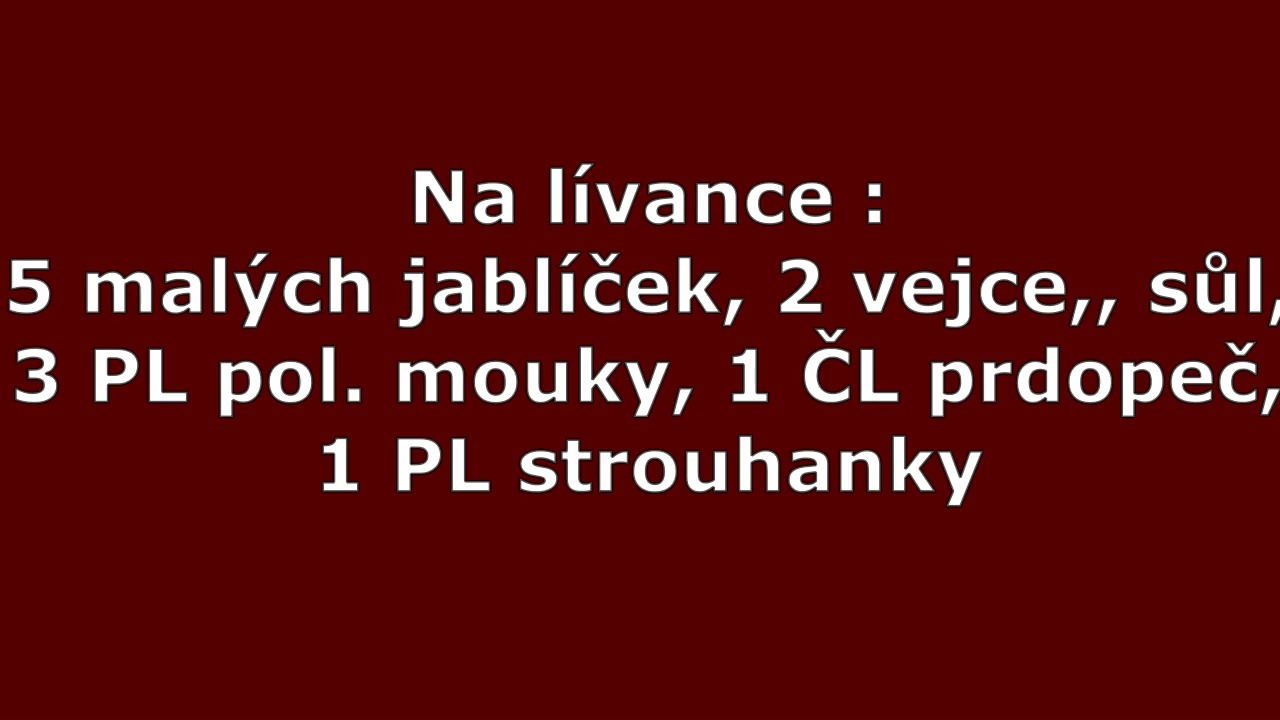 Na lívance :
5 malých jablíček, 2 vejce,, sůl,
3 PL pol. mouky, 1 ČL prdopeč,
1 PL strouhanky